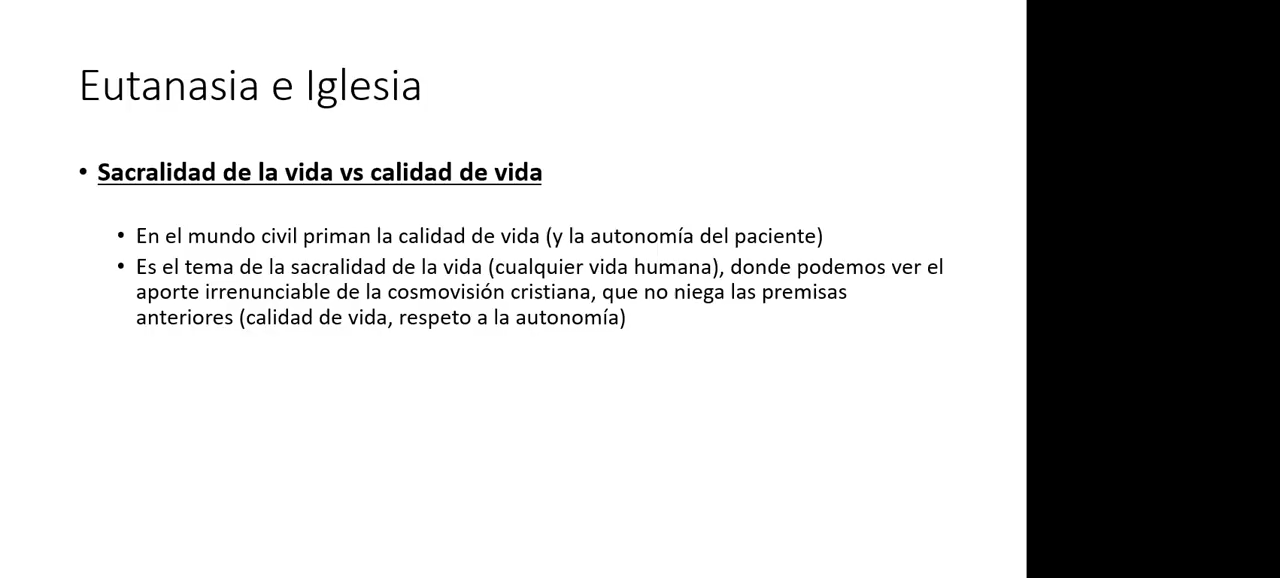 Eutanasia e Iglesia
• Sacralidad de la vida vs calidad de vida
• En el mundo civil priman la calidad de vida (y la autonomía del paciente)
• Es el tema de la sacralidad de la vida (cualquier vida humana), donde podemos ver el
aporte irrenunciable de la cosmovisión cristiana, que no niega las premisas
anteriores (calidad de vida, respeto a la autonomía)